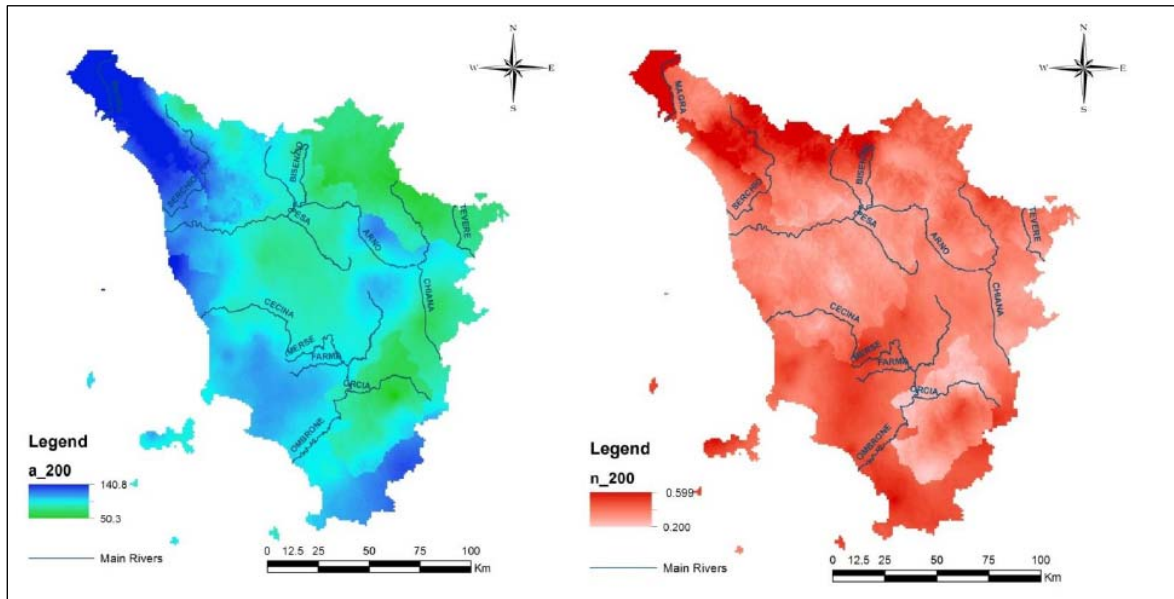 N
W E
S
MAGRA
SERCHIO
BISENZIO
PESA
ARNO
TEVERE
CHIANA
CECINA
MERSE
FARMA
ORCIA
OMBRONE
Legend
a_200
140.8
50.3
Main Rivers
0 12.5 25 50 75 100
Km
N
W E
S
MAGRA
SERCHIO
BISENZIO
PESA
ARNO
TEVERE
CHIANA
CECINA
MERSE
FARMA
ORCIA
OMBRONE
Legend
n_200
0.599
0.200
Main Rivers
0 12.5 25 50 75 100
Km